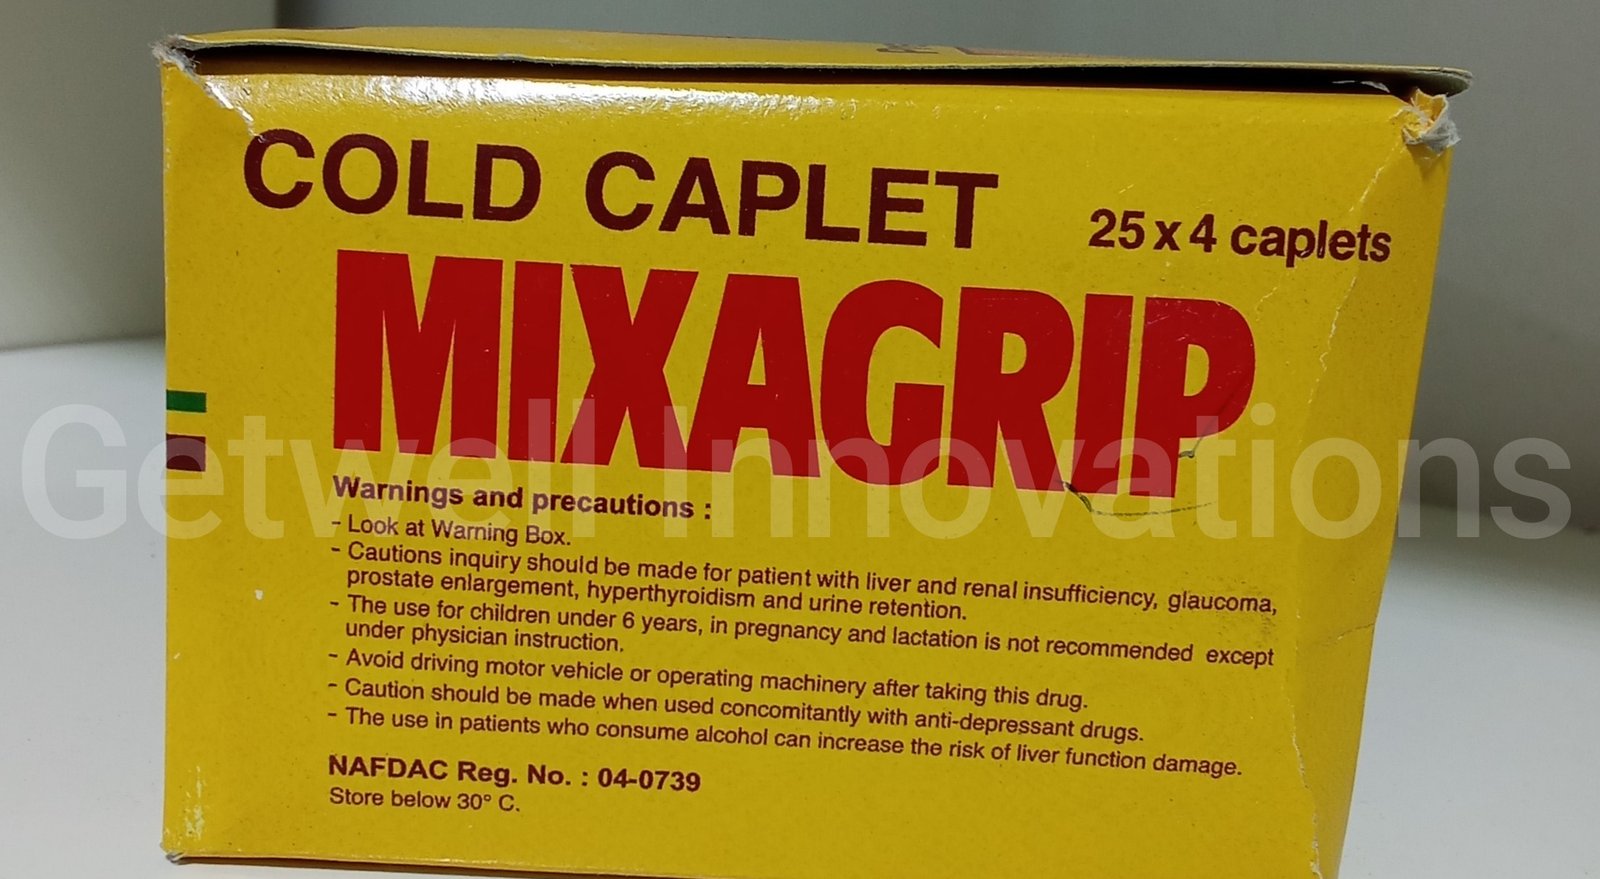 COLD CAPLET
25 x 4 caplets
MIXAGRIP
Getwell Innovations
Warnings and precautions :
- Look at Warning Box.
- Cautions inquiry should be made for patient with liver and renal insufficiency, glaucoma,
prostate enlargement, hyperthyroidism and urine retention.
- The use for children under 6 years, in pregnancy and lactation is not recommended except
under physician instruction.
- Avoid driving motor vehicle or operating machinery after taking this drug.
- Caution should be made when used concomitantly with anti-depressant drugs.
- The use in patients who consume alcohol can increase the risk of liver function damage.
NAFDAC Reg. No. : 04-0739
Store below 30° C.